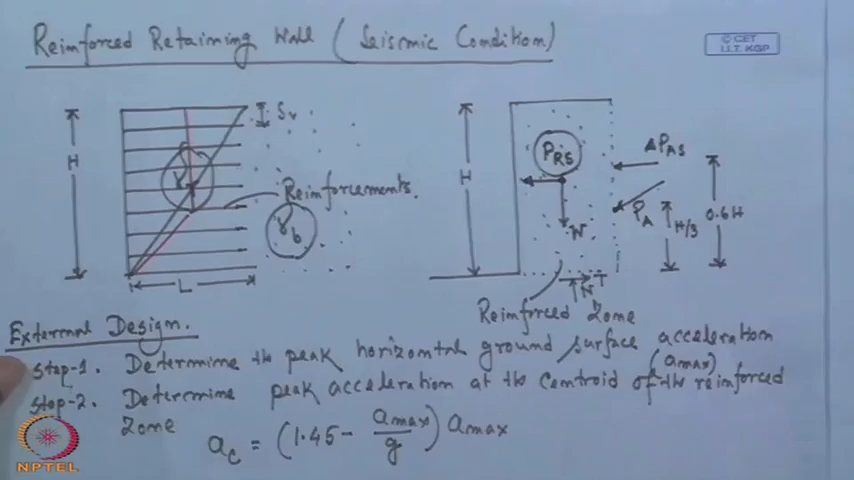 Reinforced Retaining Wall (Seismic Condition)
© CET
I.I.T. KGP
H
Sv
Reinforcements.
γb
L
H
PRS
ΔPAS
PA
H/3
0.6H
W
T
N
Reinforced Zone
External Design.
Step-1. Determine the peak horizontal ground surface acceleration
(amax)
Step-2. Determine peak acceleration at the centroid of the reinforced
Zone
ac = (1.45 - amax/g) amax
NPTEL